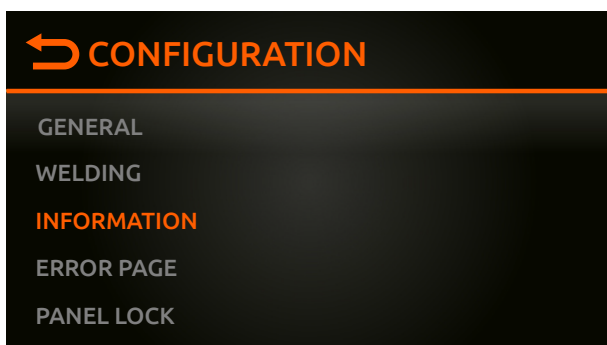 CONFIGURATION
GENERAL
WELDING
INFORMATION
ERROR PAGE
PANEL LOCK